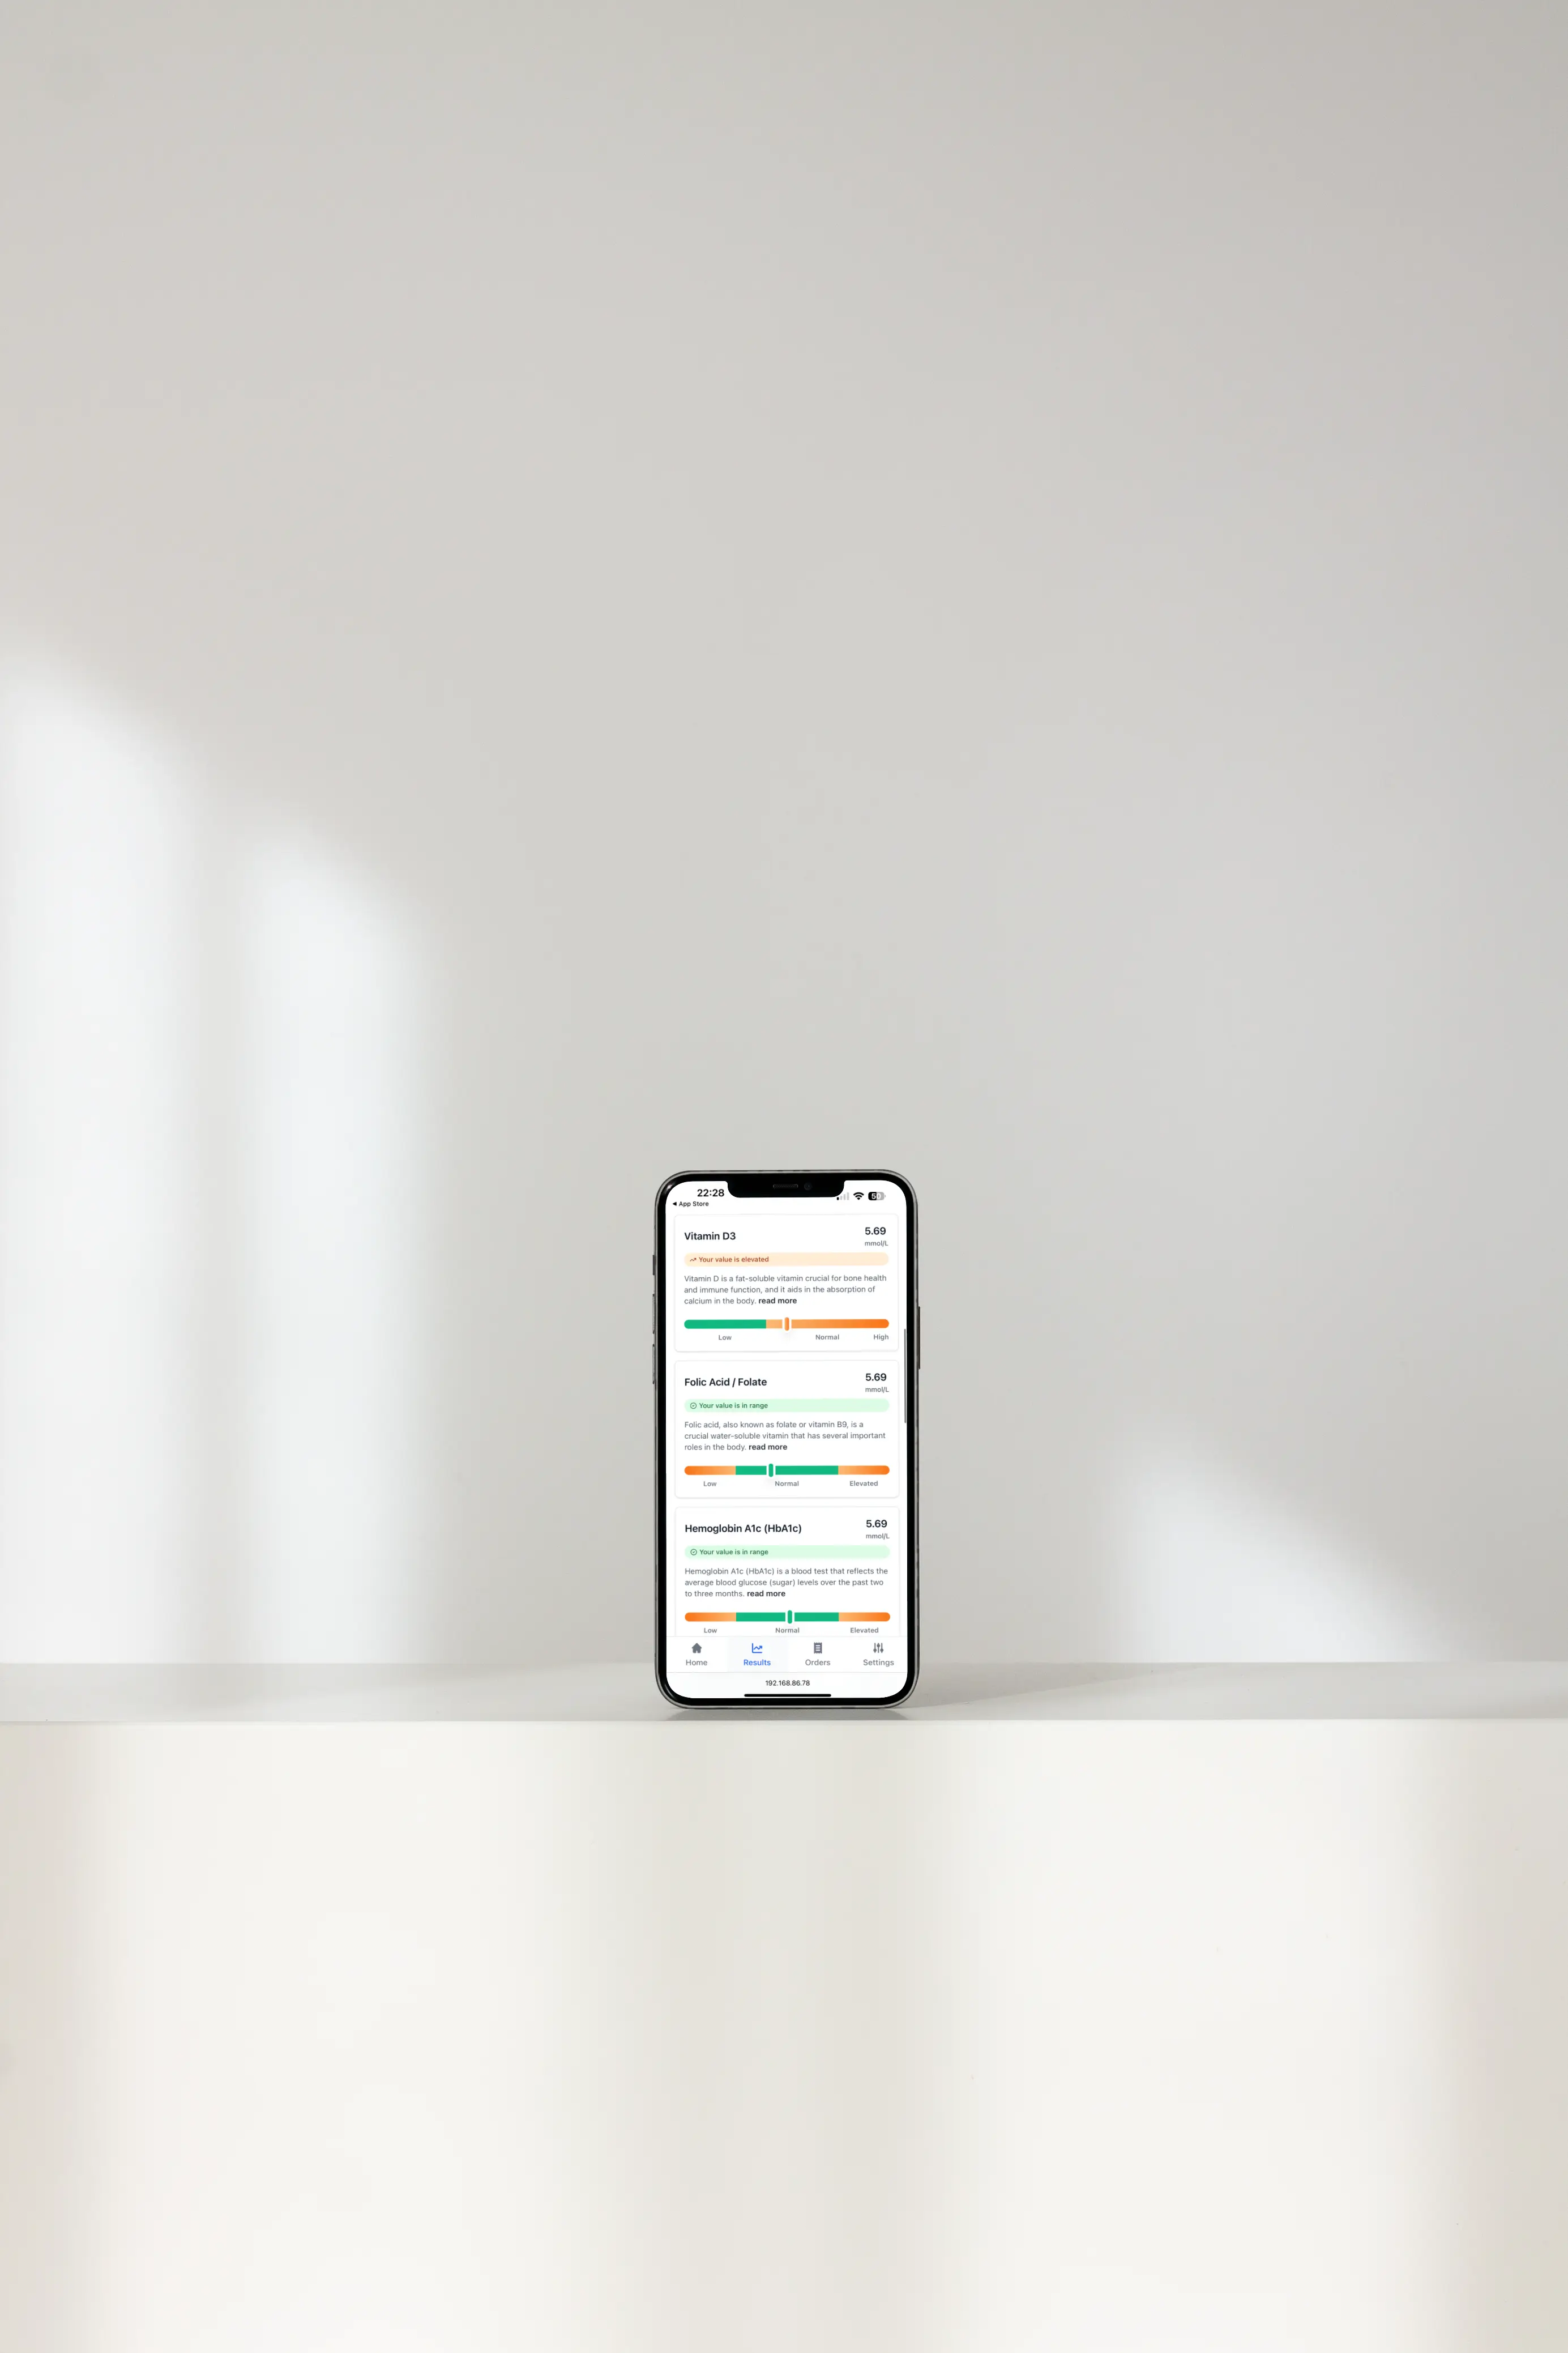 22:28
◀ App Store
Vitamin D3
5.69
mmol/L
Your value is elevated
Vitamin D is a fat-soluble vitamin crucial for bone health
and immune function, and it aids in the absorption of
calcium in the body. read more
Low Normal High
Folic Acid / Folate
5.69
mmol/L
Your value is in range
Folic acid, also known as folate or vitamin B9, is a
crucial water-soluble vitamin that has several important
roles in the body. read more
Low Normal Elevated
Hemoglobin A1c (HbA1c)
5.69
mmol/L
Your value is in range
Hemoglobin A1c (HbA1c) is a blood test that reflects the
average blood glucose (sugar) levels over the past two
to three months. read more
Low Normal Elevated
Home Results Orders Settings
192.168.86.78